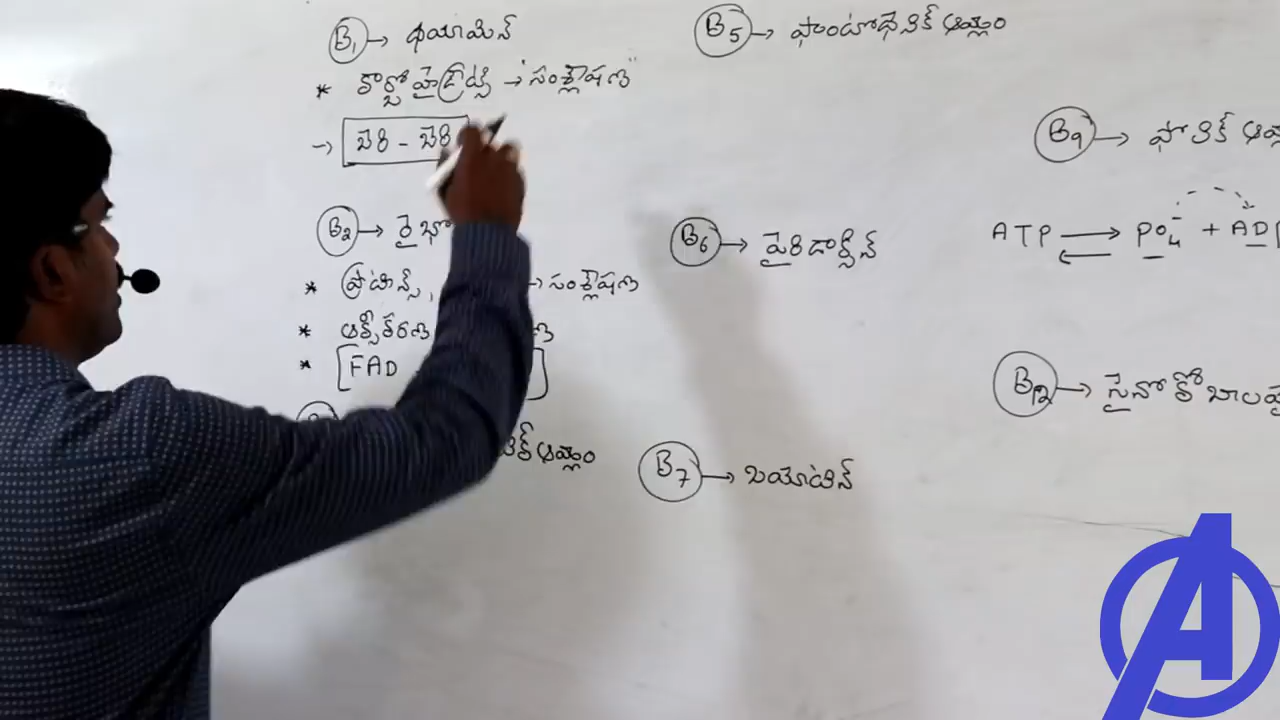 B1 → థయామిన్
* కార్బోహైడ్రేట్స్ → "సంశ్లేషణ"
→ బెరి - బెరి
B2 → రైబో
* ప్రోటీన్స్, → సంశ్లేషణ
* ఆక్సీకరణ
* [FAD ]
ఆమ్లం
B5 → పాంటోథెనిక్ ఆమ్లం
B6 → పైరిడాక్సిన్
B7 → బయోటిన్
B9 → ఫోలిక్
ATP ⇌ PO4- + AD
B12 → సైనోకోబాల